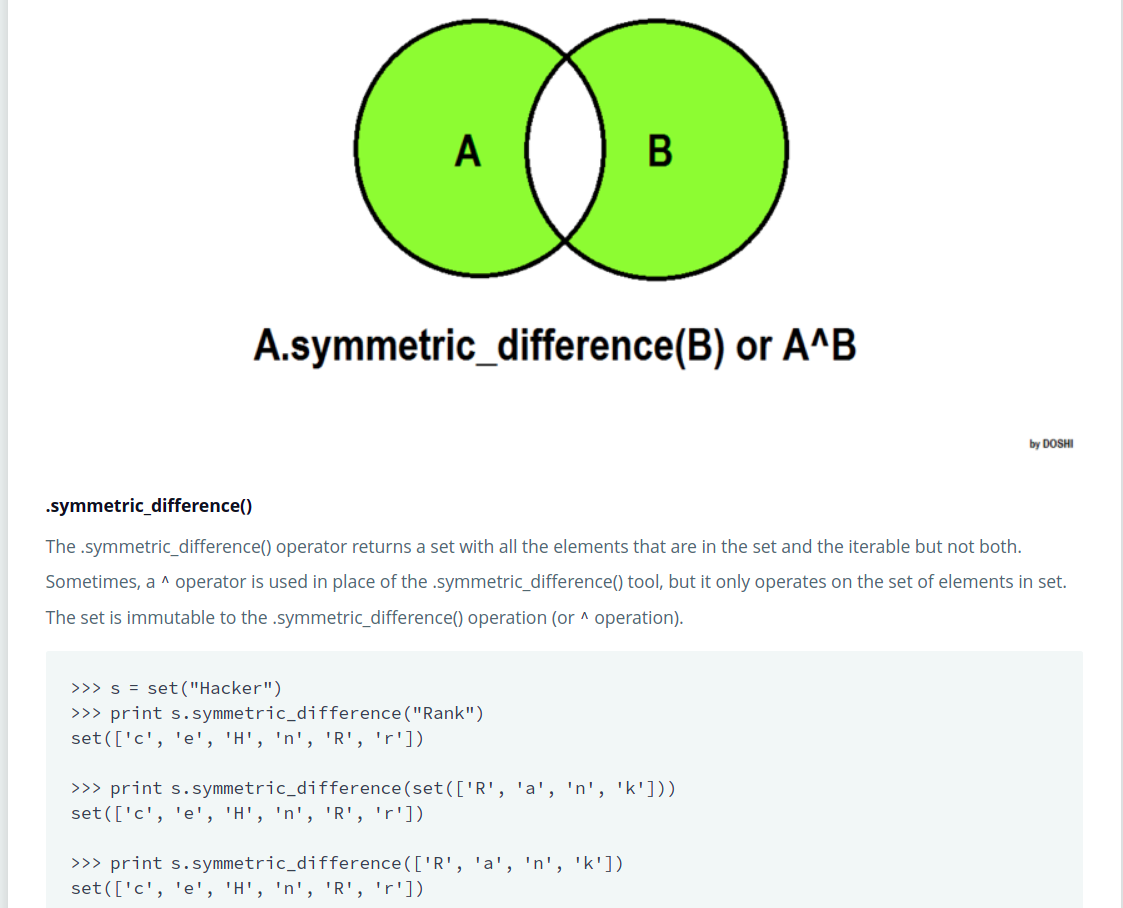 A B
A.symmetric_difference(B) or A^B
by DOSHI
.symmetric_difference()
The .symmetric_difference() operator returns a set with all the elements that are in the set and the iterable but not both.
Sometimes, a ^ operator is used in place of the .symmetric_difference() tool, but it only operates on the set of elements in set.
The set is immutable to the .symmetric_difference() operation (or ^ operation).
>>> s = set("Hacker")
>>> print s.symmetric_difference("Rank")
set(['c', 'e', 'H', 'n', 'R', 'r'])
>>> print s.symmetric_difference(set(['R', 'a', 'n', 'k']))
set(['c', 'e', 'H', 'n', 'R', 'r'])
>>> print s.symmetric_difference(['R', 'a', 'n', 'k'])
set(['c', 'e', 'H', 'n', 'R', 'r'])